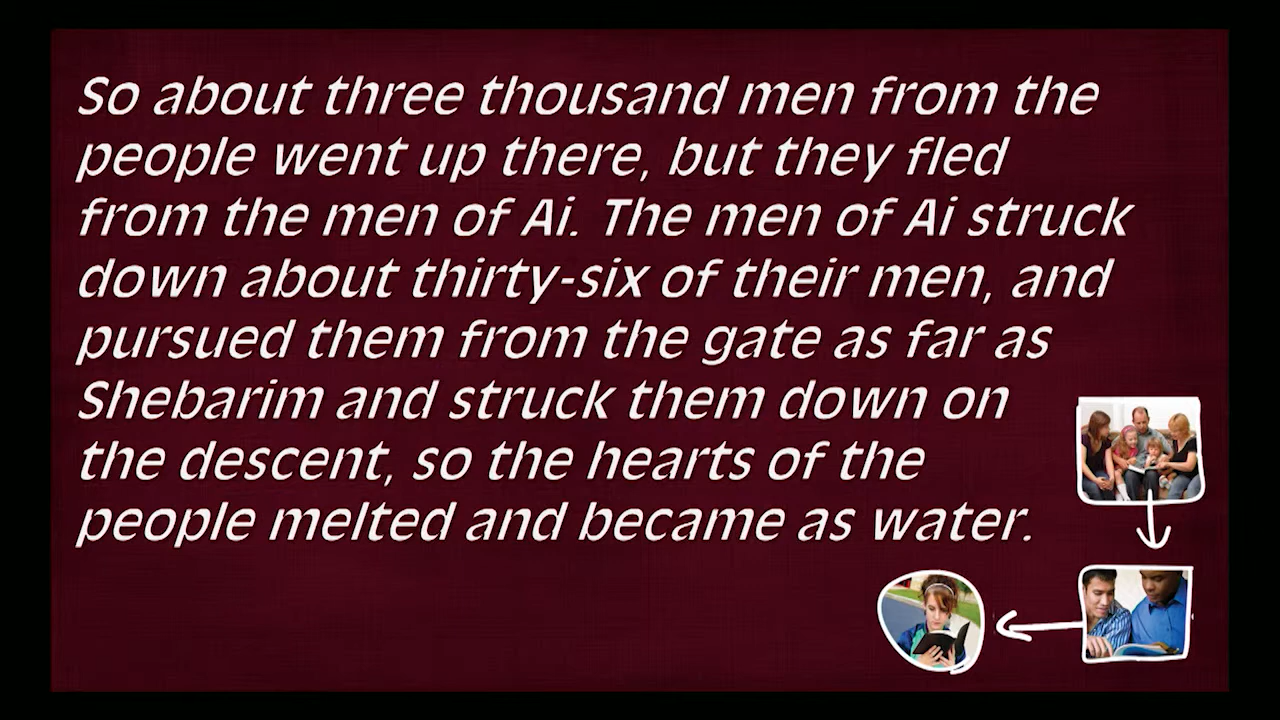 So about three thousand men from the
people went up there, but they fled
from the men of Ai. The men of Ai struck
down about thirty-six of their men, and
pursued them from the gate as far as
Shebarim and struck them down on
the descent, so the hearts of the
people melted and became as water.